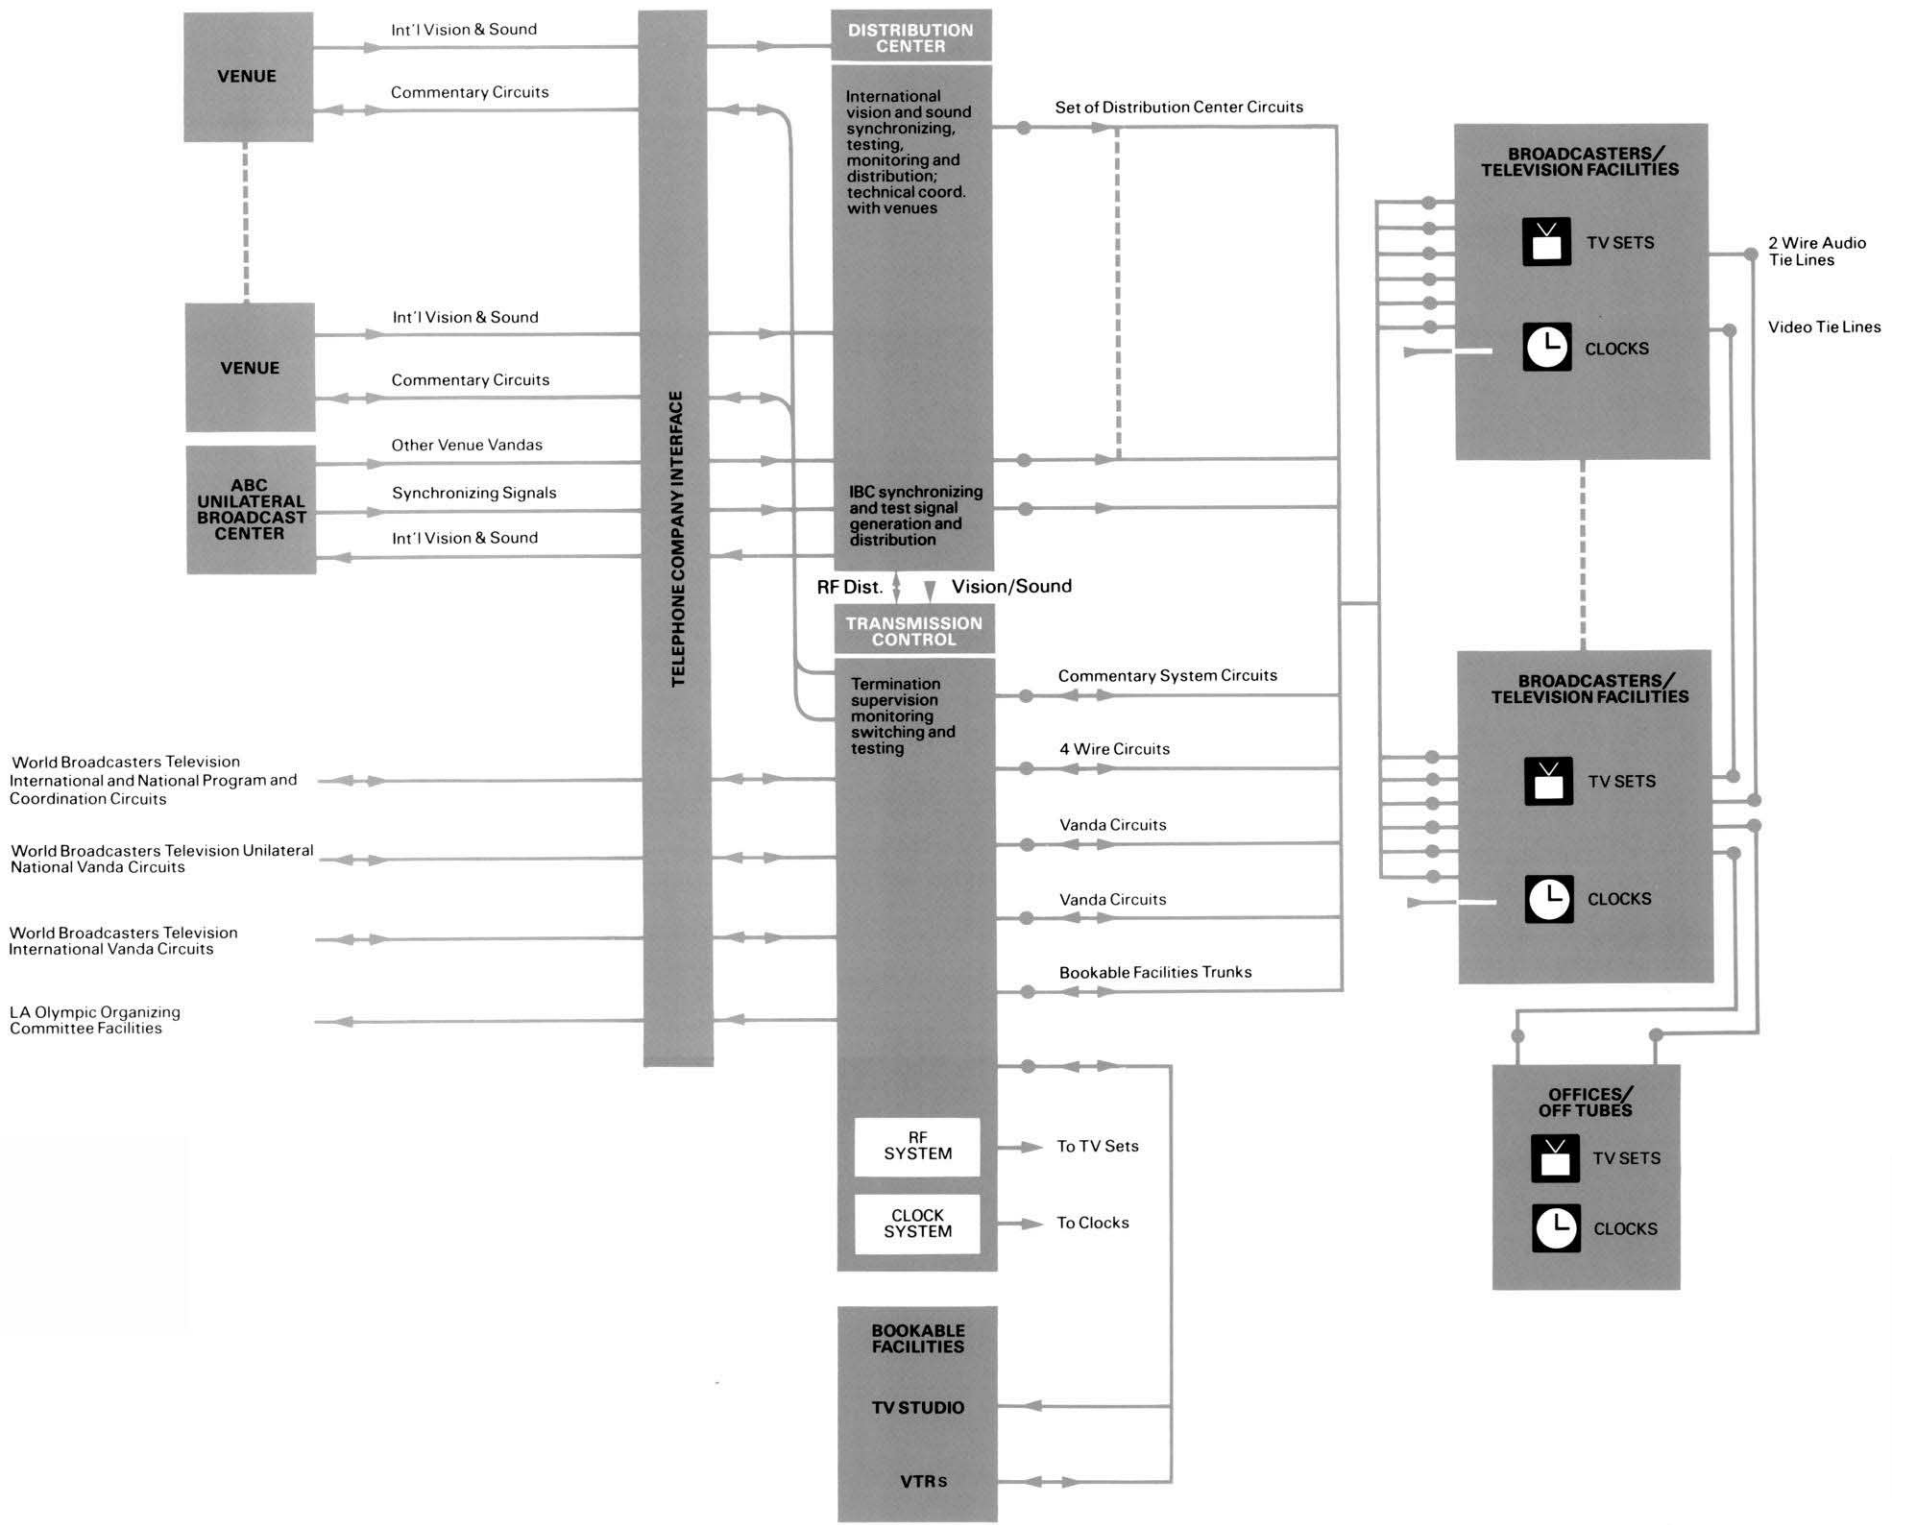 VENUE
Int'l Vision & Sound
Commentary Circuits
VENUE
Int'l Vision & Sound
Commentary Circuits
ABC
UNILATERAL
BROADCAST
CENTER
Other Venue Vandas
Synchronizing Signals
Int'l Vision & Sound
World Broadcasters Television
International and National Program and
Coordination Circuits
World Broadcasters Television Unilateral
National Vanda Circuits
World Broadcasters Television
International Vanda Circuits
LA Olympic Organizing
Committee Facilities
TELEPHONE COMPANY INTERFACE
DISTRIBUTION
CENTER
International
vision and sound
synchronizing,
testing,
monitoring and
distribution;
technical coord.
with venues
IBC synchronizing
and test signal
generation and
distribution
RF Dist.
Vision/Sound
TRANSMISSION
CONTROL
Termination
supervision
monitoring
switching and
testing
RF
SYSTEM
CLOCK
SYSTEM
BOOKABLE
FACILITIES
TV STUDIO
VTRs
Set of Distribution Center Circuits
Commentary System Circuits
4 Wire Circuits
Vanda Circuits
Vanda Circuits
Bookable Facilities Trunks
To TV Sets
To Clocks
BROADCASTERS/
TELEVISION FACILITIES
TV SETS
CLOCKS
2 Wire Audio
Tie Lines
Video Tie Lines
BROADCASTERS/
TELEVISION FACILITIES
TV SETS
CLOCKS
OFFICES/
OFF TUBES
TV SETS
CLOCKS